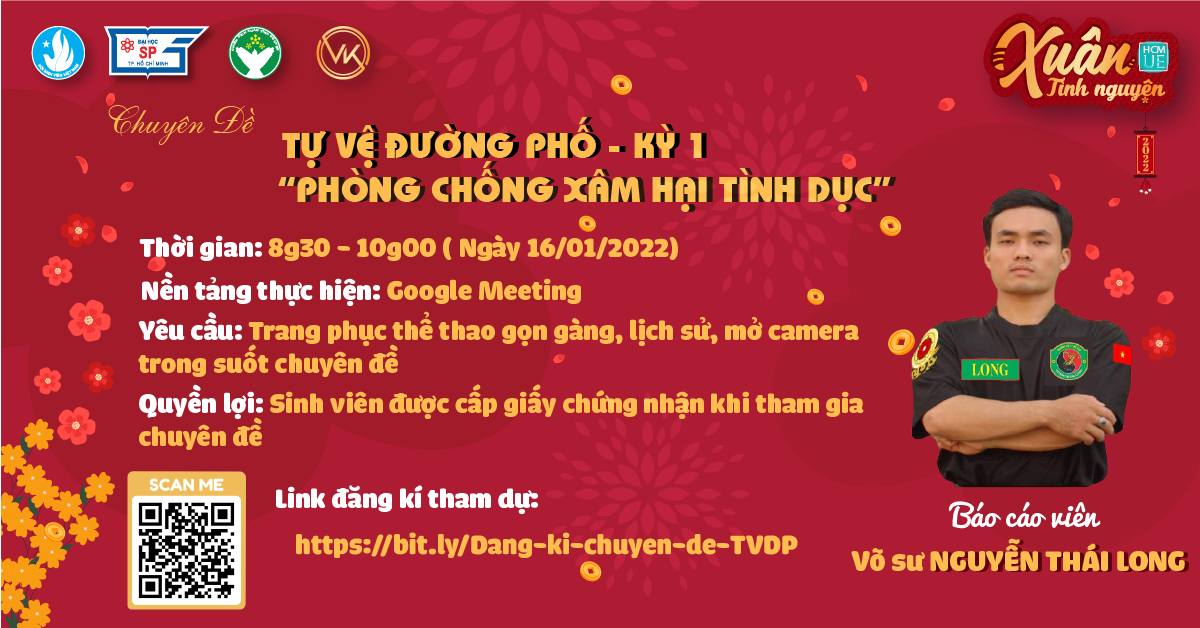 ĐẠI HỌC
SP
TP. HỒ CHÍ MINH
VK
Xuân
HCM
UE
Tình nguyện
2022
Chuyên Đề
TỰ VỆ ĐƯỜNG PHỐ - KỲ 1
“PHÒNG CHỐNG XÂM HẠI TÌNH DỤC”
Thời gian: 8g30 - 10g00 ( Ngày 16/01/2022)
Nền tảng thực hiện: Google Meeting
Yêu cầu: Trang phục thể thao gọn gàng, lịch sử, mở camera
trong suốt chuyên đề
Quyền lợi: Sinh viên được cấp giấy chứng nhận khi tham gia
chuyên đề
SCAN ME
Link đăng kí tham dự:
https://bit.ly/Dang-ki-chuyen-de-TVDP
LONG
Báo cáo viên
Võ sư NGUYỄN THÁI LONG